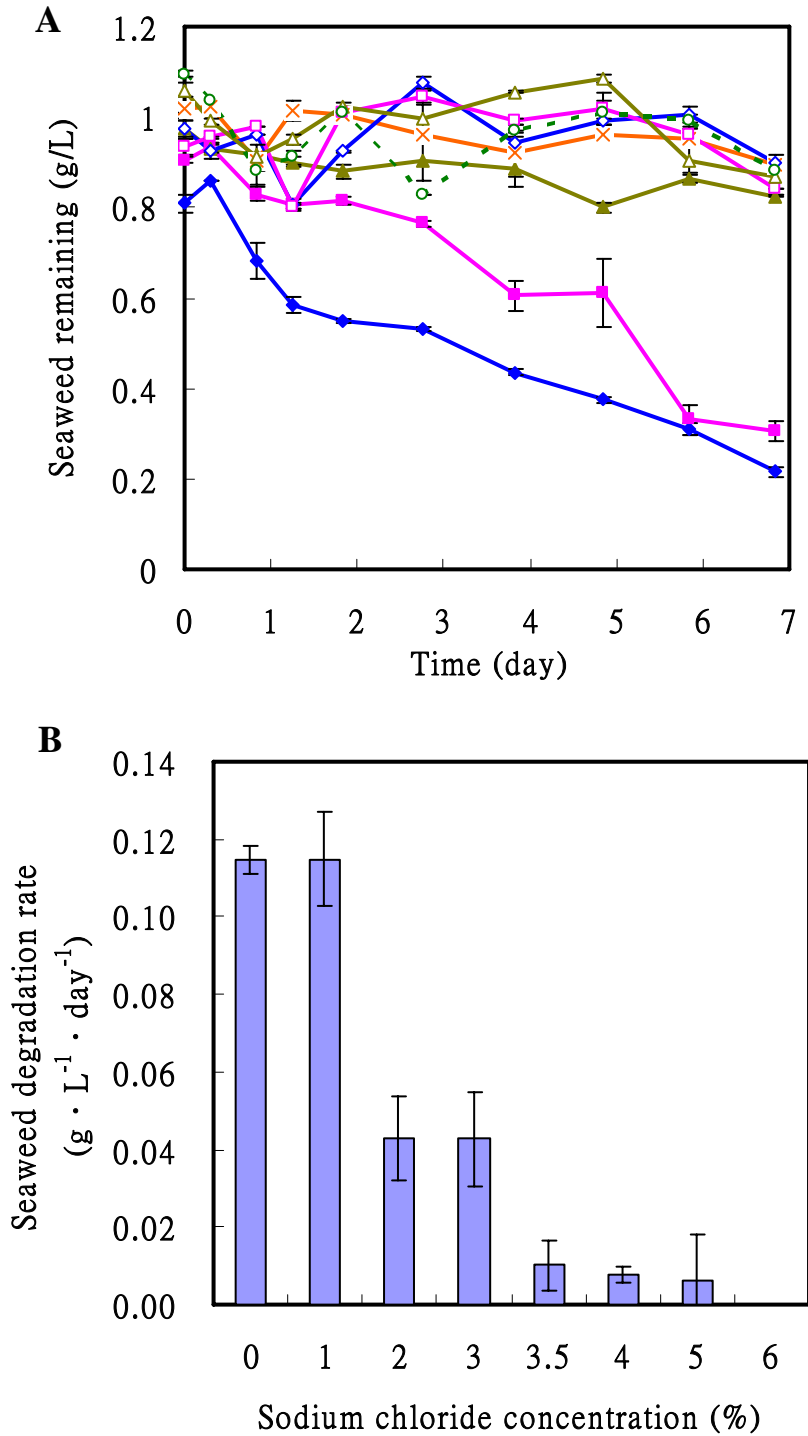 A
1.2
1
0.8
0.6
0.4
0.2
0
Seaweed remaining (g/L)
0 1 2 3 4 5 6 7
Time (day)
B
0.14
0.12
0.10
0.08
0.06
0.04
0.02
0.00
Seaweed degradation rate
(g・L⁻¹・day⁻¹)
0 1 2 3 3.5 4 5 6
Sodium chloride concentration (%)